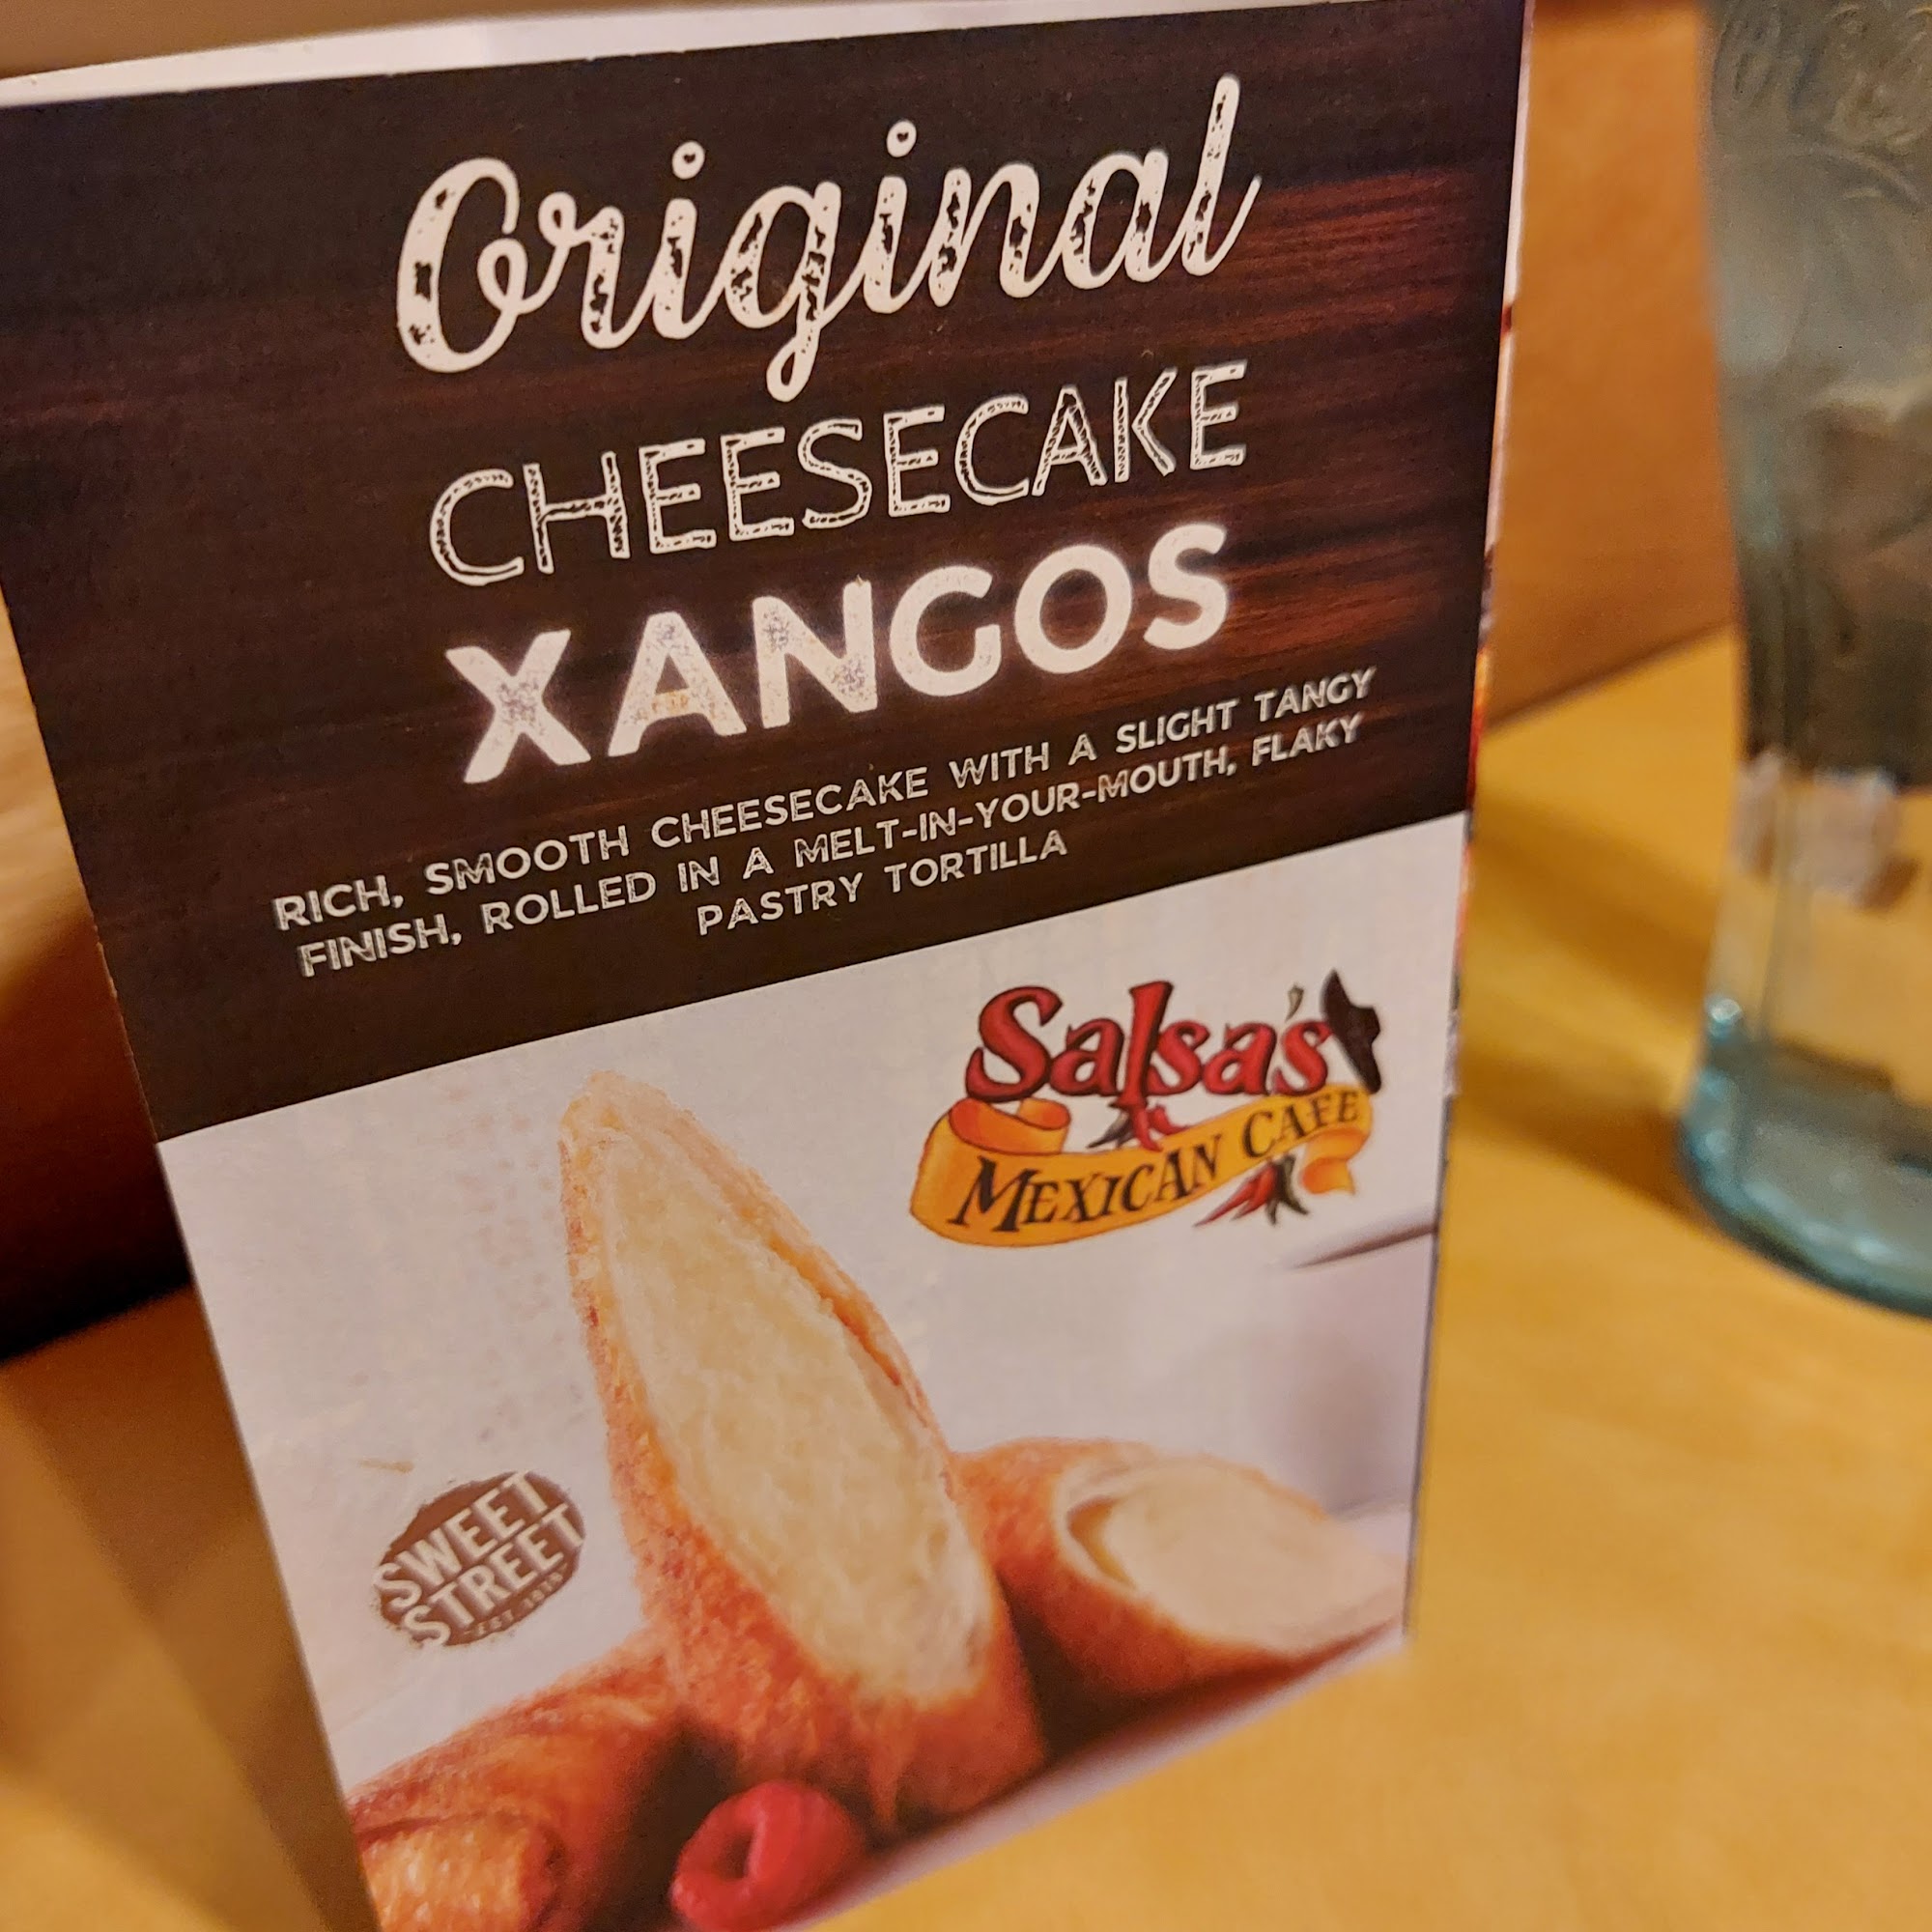 Original
CHEESECAKE
XANGOS
RICH, SMOOTH CHEESECAKE WITH A SLIGHT TANGY
FINISH, ROLLED IN A MELT-IN-YOUR-MOUTH, FLAKY
PASTRY TORTILLA
Salsa's
MEXICAN CAFE
SWEET
STREET